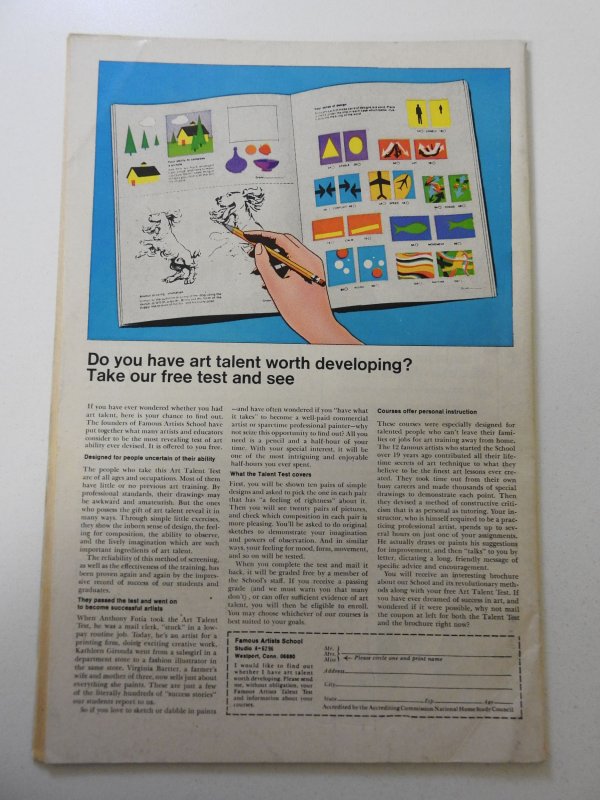 Do you have art talent worth developing?
Take our free test and see
If you have ever wondered whether you had
art talent, here is your chance to find out.
The founders of Famous Artists School have
put together what many artists and educators
consider to be the most revealing test of art
ability ever devised. It is offered to you free.
Designed for people uncertain of their ability
The people who take this Art Talent Test
are of all ages and occupations. Most of them
have little or no previous art training. By
professional standards, their drawings may
be awkward and amateurish. But the ones
who possess the gift of art talent reveal it in
many ways. Through simple little exercises,
they show the inborn sense of design, the feel-
ing for composition, the ability to observe,
and the lively imagination which are such
important ingredients of art talent.
The reliability of this method of screening,
as well as the effectiveness of the training, has
been proven again and again by the impres-
sive record of success of our students and
graduates.
They passed the test and went on
to become successful artists
When Anthony Fotia took the Art Talent
Test, he was a mail clerk, "stuck" in a low-
pay routine job. Today, he's an artist for a
printing firm, doing exciting creative work.
Kathleen Gironda went from a salesgirl in a
department store to a fashion illustrator in
the same store. Virginia Bartter, a farmer's
wife and mother of three, now sells just about
everything she paints. These are just a few
of the literally hundreds of "success stories"
our students report to us.
So if you love to sketch or dabble in paints
—and have often wondered if you "have what
it takes" to become a well-paid commercial
artist or sparetime professional painter—why
not seize this opportunity to find out? All you
need is a pencil and a half-hour of your
time. With your special interest, it will be
one of the most intriguing and enjoyable
half-hours you ever spent.
What the Talent Test covers
First, you will be shown ten pairs of simple
designs and asked to pick the one in each pair
that has "a feeling of rightness" about it.
Then you will see twenty pairs of pictures,
and check which composition in each pair is
more pleasing. You'll be asked to do original
sketches to demonstrate your imagination
and powers of observation. And in similar
ways, your feeling for mood, form, movement,
and so on will be tested.
When you complete the test and mail it
back, it will be graded free by a member of
the School's staff. If you receive a passing
grade (and we must warn you that many
don't), or can offer sufficient evidence of art
talent, you will then be eligible to enroll.
You may choose whichever of our courses is
best suited to your goals.
Courses offer personal instruction
These courses were especially designed for
talented people who can't leave their fami-
lies or jobs for art training away from home.
The 12 famous artists who started the School
over 19 years ago contributed all their life-
time secrets of art technique to what they
believe to be the finest art lessons ever cre-
ated. They took time out from their own
busy careers and made thousands of special
drawings to demonstrate each point. Then
they devised a method of constructive criti-
cism that is as personal as tutoring. Your in-
structor, who is himself required to be a prac-
ticing professional artist, spends up to sev-
eral hours on just one of your assignments.
He actually draws or paints his suggestions
for improvement, and then "talks" to you by
letter, dictating a long, friendly message of
specific advice and encouragement.
You will receive an interesting brochure
about our School and its revolutionary meth-
ods along with your free Art Talent Test. If
you have ever dreamed of success in art, and
wondered if it were possible, why not mail
the coupon at left for both the Talent Test
and the brochure right now?
Famous Artists School
Westport, Conn. 06880
I would like to find out
whether I have art talent
worth developing. Please send
me, without obligation, your
Famous Artists Talent Test
and information about your
courses.
Mr.
Mrs.
Miss
Please circle one and print name
Address
City
State Zip Age
Accredited by the Accrediting Commission National Home Study Council